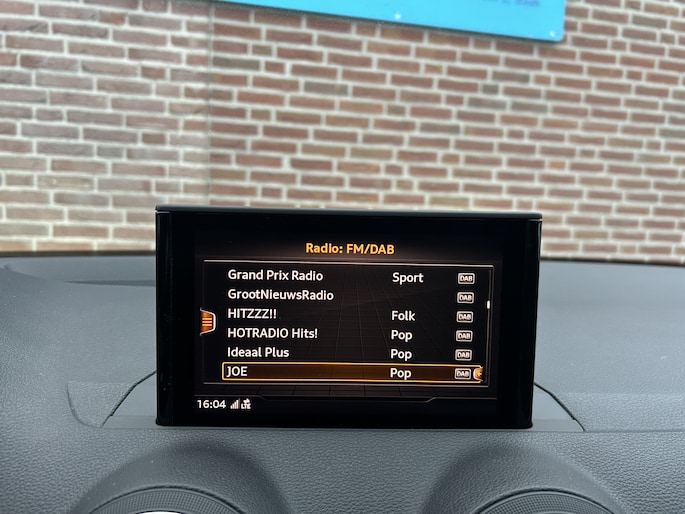 Radio: FM/DAB
Grand Prix Radio Sport DAB
GrootNieuwsRadio DAB
HITZZZ!! Folk DAB
HOTRADIO Hits! Pop DAB
Ideaal Plus Pop DAB
JOE Pop DAB
16:04 LTE